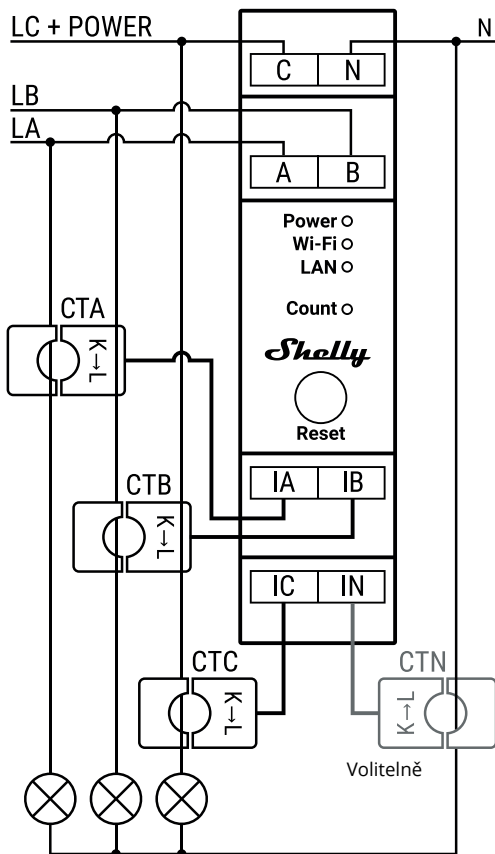 LC + POWER
N
C N
LB
LA
A B
Power
Wi-Fi
LAN
CTA
Count
K→L
Shelly
Reset
CTB
IA IB
K→L
IC IN
CTC
CTN
K→L
K→L
Volitelně